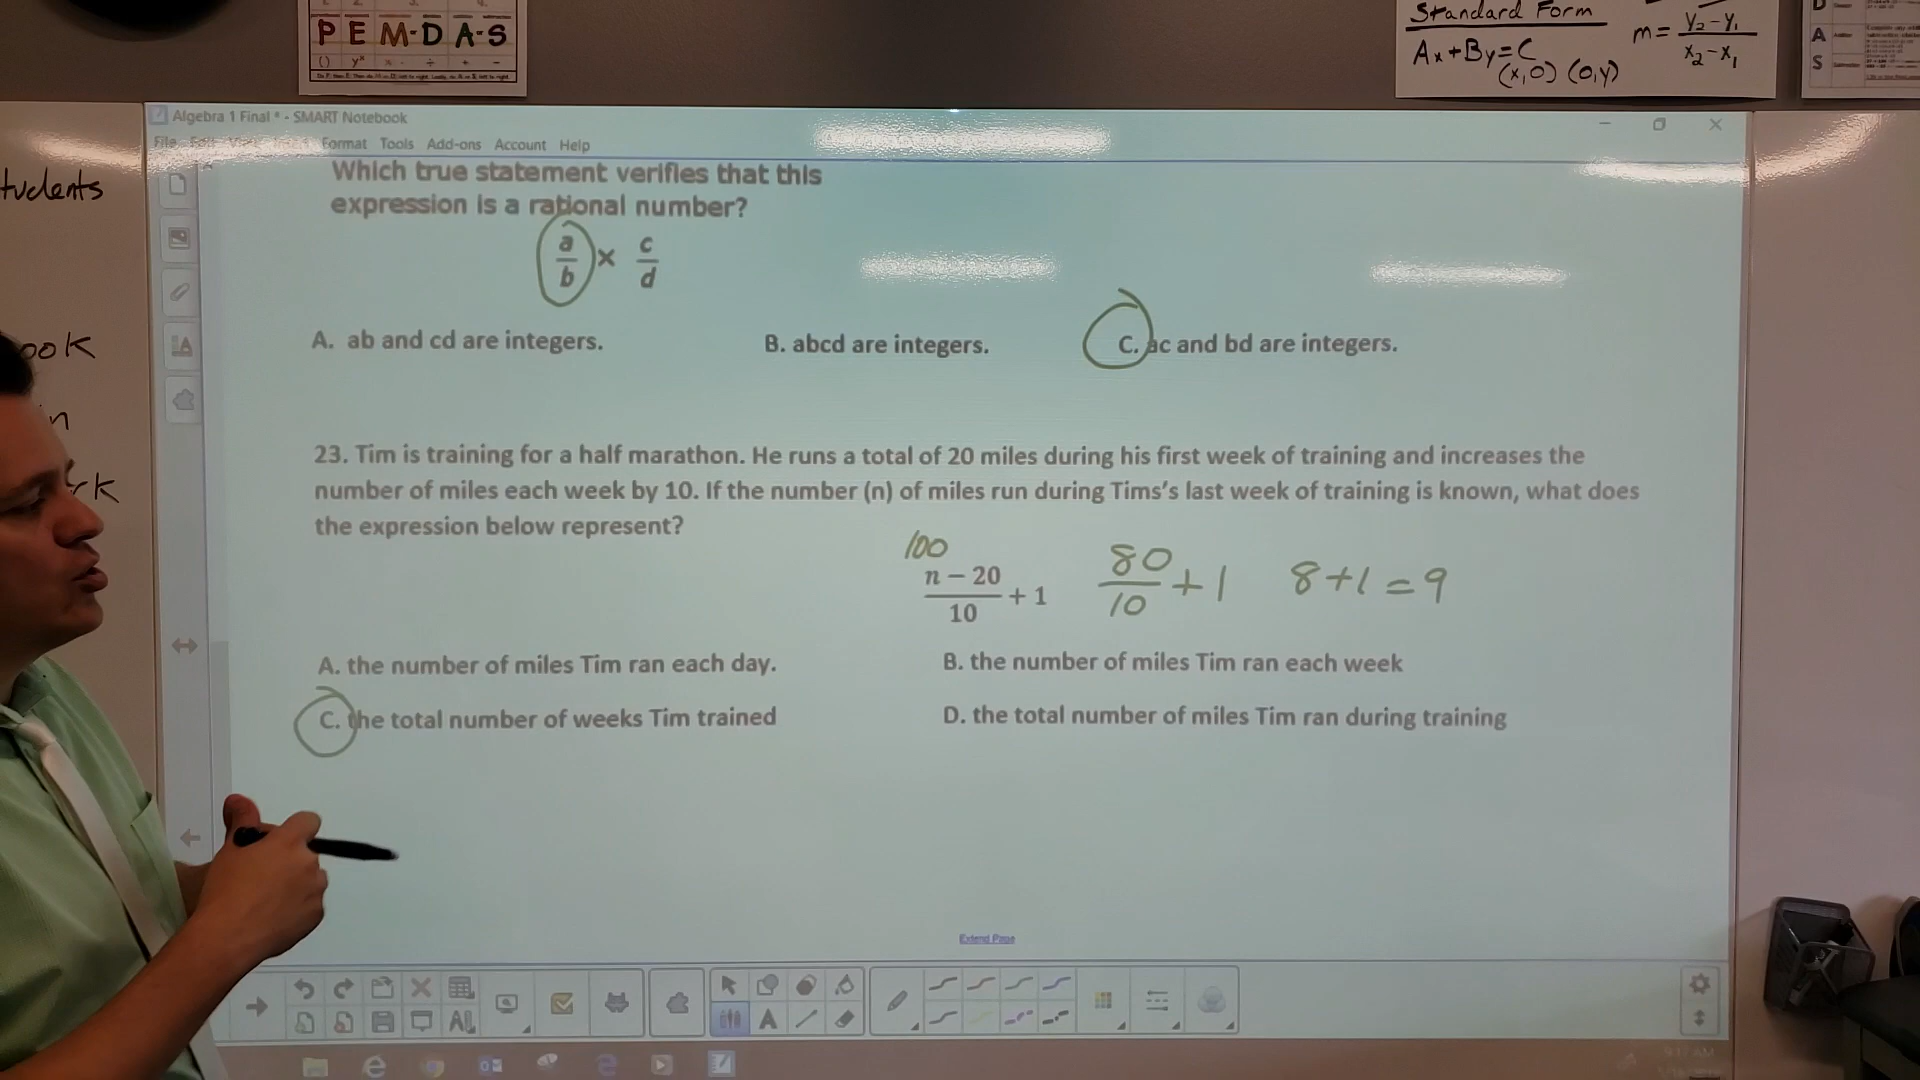 P E M-D A-S
() yˣ × · ÷ + −
Standard Form
Ax+By=C
(x,0) (0,y)
m= y₂-y₁
x₂-x₁
D
A
S
Algebra 1 Final * - SMART Notebook
File Edit Format Tools Add-ons Account Help
tudents
ook
n
rk
Which true statement verifies that this
expression is a rational number?
a/b × c/d
A. ab and cd are integers.
B. abcd are integers.
C. ac and bd are integers.
23. Tim is training for a half marathon. He runs a total of 20 miles during his first week of training and increases the
number of miles each week by 10. If the number (n) of miles run during Tims's last week of training is known, what does
the expression below represent?
100
n – 20
10
+ 1
80
10
+1
8+1=9
A. the number of miles Tim ran each day.
B. the number of miles Tim ran each week
C. the total number of weeks Tim trained
D. the total number of miles Tim ran during training
Extend Page